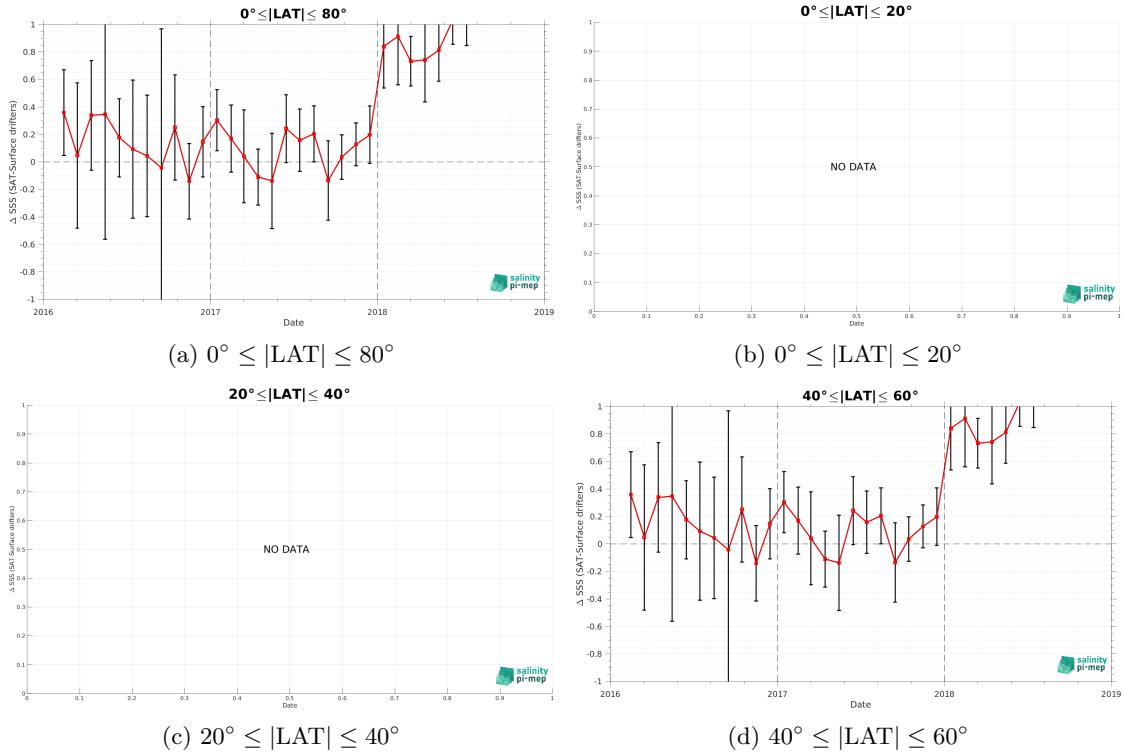 0°≤|LAT|≤ 80°
1
0.8
0.6
0.4
0.2
0
-0.2
-0.4
-0.6
-0.8
-1
Δ SSS (SAT-Surface drifters)
2016
2017
2018
2019
Date
salinity
pi-mep
(a) 0° ≤ |LAT| ≤ 80°
0°≤|LAT|≤ 20°
1
0.9
0.8
0.7
0.6
0.5
0.4
0.3
0.2
0.1
0
Δ SSS (SAT-Surface drifters)
NO DATA
0
0.1
0.2
0.3
0.4
0.5
0.6
0.7
0.8
0.9
1
Date
salinity
pi-mep
(b) 0° ≤ |LAT| ≤ 20°
20°≤|LAT|≤ 40°
1
0.9
0.8
0.7
0.6
0.5
0.4
0.3
0.2
0.1
0
Δ SSS (SAT-Surface drifters)
NO DATA
0
0.1
0.2
0.3
0.4
0.5
0.6
0.7
0.8
0.9
1
Date
salinity
pi-mep
(c) 20° ≤ |LAT| ≤ 40°
40°≤|LAT|≤ 60°
1
0.8
0.6
0.4
0.2
0
-0.2
-0.4
-0.6
-0.8
-1
Δ SSS (SAT-Surface drifters)
2016
2017
2018
2019
Date
salinity
pi-mep
(d) 40° ≤ |LAT| ≤ 60°